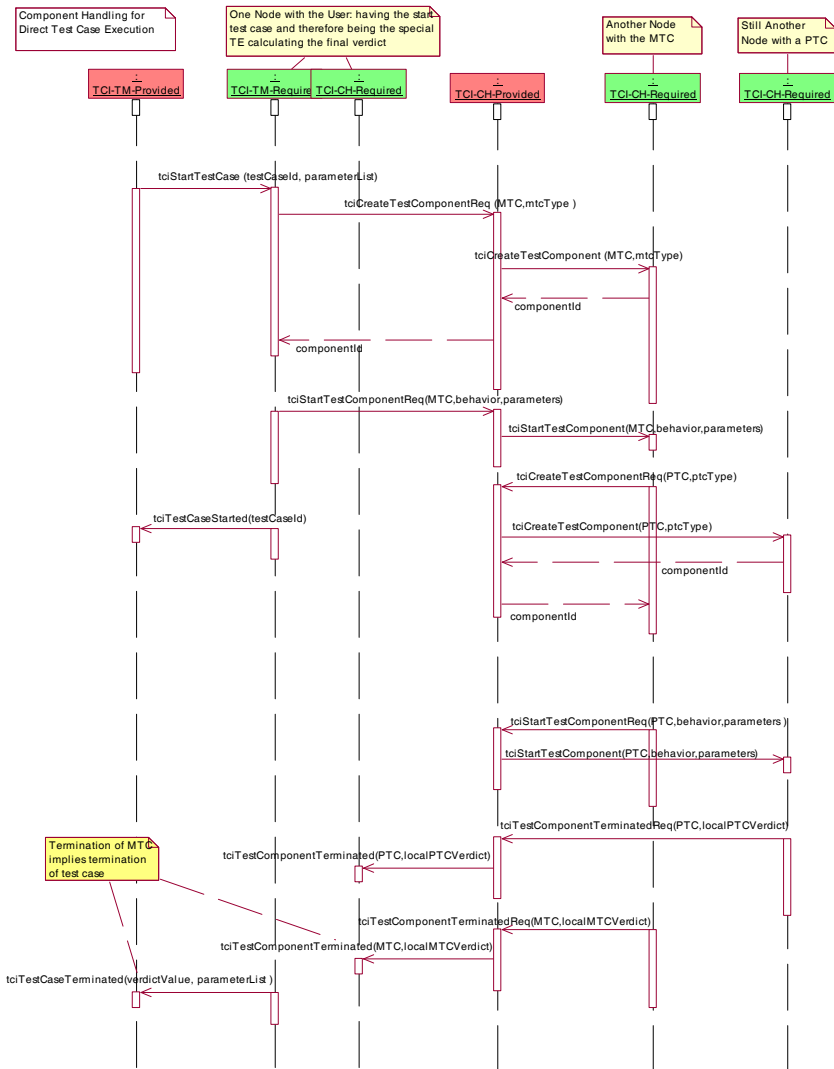 Component Handling for
Direct Test Case Execution
One Node with the User: having the start
test case and therefore being the special
TE calculating the final verdict
Another Node
with the MTC
Still Another
Node with a PTC
:
TCI-TM-Provided
:
TCI-TM-Require
:
TCI-CH-Required
:
TCI-CH-Provided
:
TCI-CH-Required
:
TCI-CH-Required
tciStartTestCase (testCaseId, parameterList)
tciCreateTestComponentReq (MTC,mtcType )
tciCreateTestComponent (MTC,mtcType)
componentId
componentId
tciStartTestComponentReq(MTC,behavior,parameters)
tciStartTestComponent(MTC,behavior,parameters)
tciCreateTestComponentReq(PTC,ptcType)
tciTestCaseStarted(testCaseId)
tciCreateTestComponent(PTC,ptcType)
componentId
componentId
tciStartTestComponentReq(PTC,behavior,parameters )
tciStartTestComponent(PTC,behavior,parameters)
tciTestComponentTerminatedReq(PTC,localPTCVerdict)
Termination of MTC
implies termination
of test case
tciTestComponentTerminated(PTC,localPTCVerdict)
tciTestComponentTerminatedReq(MTC,localMTCVerdict)
tciTestComponentTerminated(MTC,localMTCVerdict)
tciTestCaseTerminated(verdictValue, parameterList )